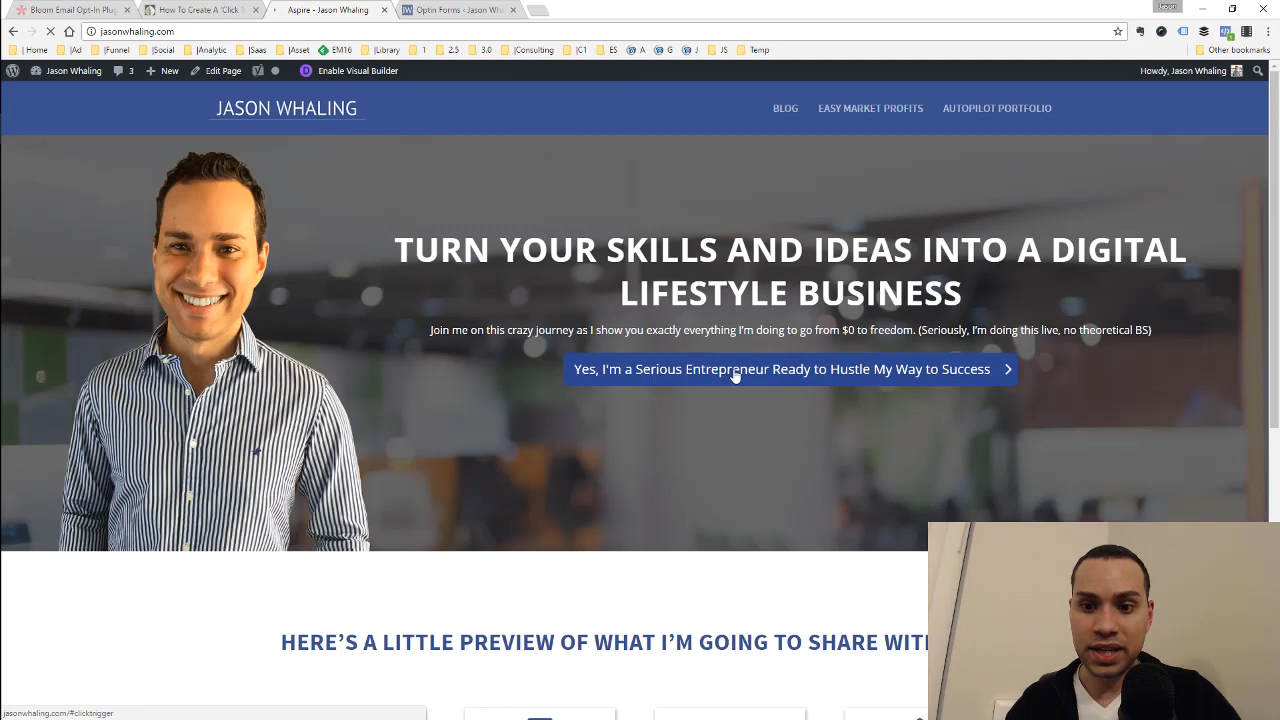 Bloom Email Opt-In Plug
How To Create A 'Click T
Aspire - Jason Whaling
Optin Forms ‹ Jason Wh
Jason
jasonwhaling.com
| Home
|Ad
|Funnel
|Social
|Analytic
|Saas
|Asset
EM16
|Library
1
2.5
3.0
|Consulting
|C1
ES
A
G
J
JS
Temp
Other bookmarks
Jason Whaling
3
New
Edit Page
Enable Visual Builder
Howdy, Jason Whaling
JASON WHALING
BLOG
EASY MARKET PROFITS
AUTOPILOT PORTFOLIO
TURN YOUR SKILLS AND IDEAS INTO A DIGITAL
LIFESTYLE BUSINESS
Join me on this crazy journey as I show you exactly everything I'm doing to go from $0 to freedom. (Seriously, I'm doing this live, no theoretical BS)
Yes, I'm a Serious Entrepreneur Ready to Hustle My Way to Success
HERE'S A LITTLE PREVIEW OF WHAT I'M GOING TO SHARE WIT
jasonwhaling.com/#clicktrigger